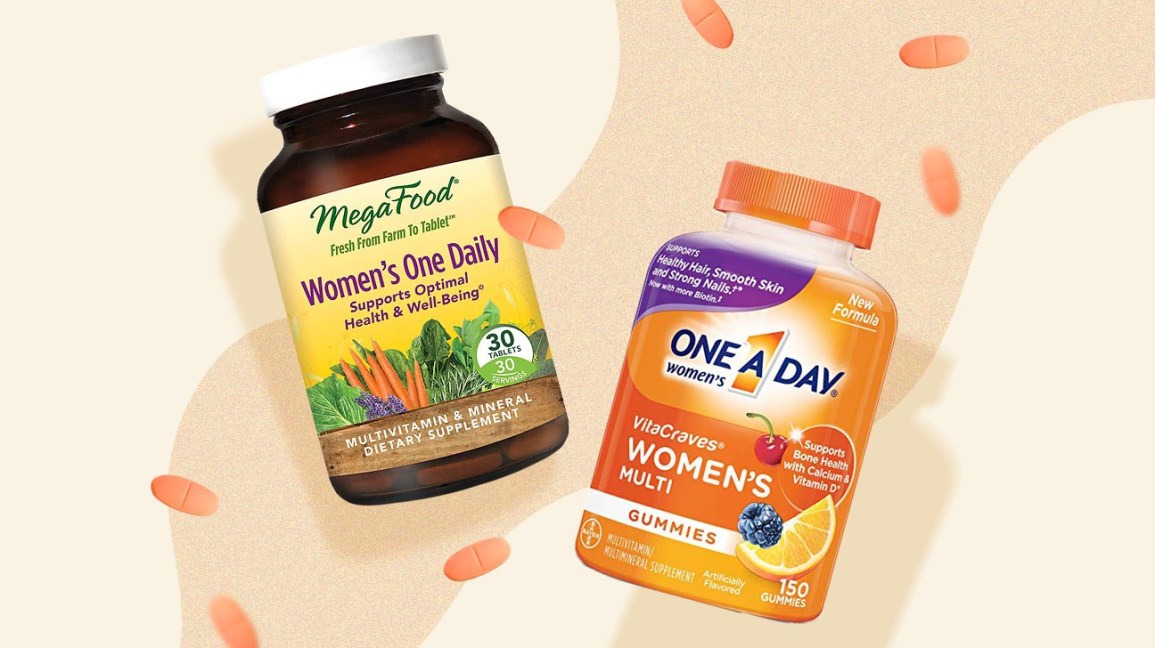 MegaFood®
Fresh From Farm To Tablet™
Women's One Daily
Supports Optimal
Health & Well-Being◊
30
TABLETS
30
SERVINGS
MULTIVITAMIN & MINERAL
DIETARY SUPPLEMENT
SUPPORTS
Healthy Hair, Smooth Skin
and Strong Nails.†*
Now with more Biotin.‡
New
Formula
ONE A 1 DAY®
women's
VitaCraves®
WOMEN'S
MULTI
Supports
Bone Health
with Calcium &
Vitamin D*
GUMMIES
BAYER
MULTIVITAMIN/
MULTIMINERAL SUPPLEMENT
Artificially
Flavored
150
GUMMIES